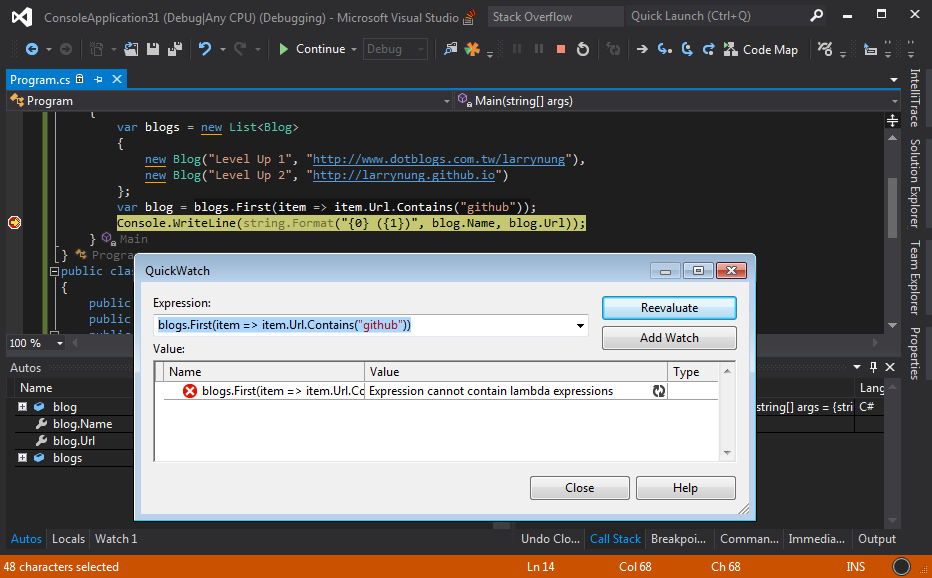 ConsoleApplication31 (Debug|Any CPU) (Debugging) - Microsoft Visual Studio
Stack Overflow
Quick Launch (Ctrl+Q)
Continue
Debug
Code Map
Program.cs
Program
Main(string[] args)
{
var blogs = new List<Blog>
{
new Blog("Level Up 1", "http://www.dotblogs.com.tw/larrynung"),
new Blog("Level Up 2", "http://larrynung.github.io")
};
var blog = blogs.First(item => item.Url.Contains("github"));
Console.WriteLine(string.Format("{0} ({1})", blog.Name, blog.Url));
} Main
} Progra
public clas
{
public
public
100 %
IntelliTrace
Solution Explorer
Team Explorer
Properties
QuickWatch
Expression:
blogs.First(item => item.Url.Contains("github"))
Reevaluate
Add Watch
Value:
Name
Value
Type
blogs.First(item => item.Url.Co
Expression cannot contain lambda expressions
Close
Help
Autos
Name
Lang
blog
string[] args = {stri
C#
blog.Name
blog.Url
blogs
Autos
Locals
Watch 1
Undo Clo...
Call Stack
Breakpoi...
Comman...
Immedia...
Output
48 characters selected
Ln 14
Col 68
Ch 68
INS